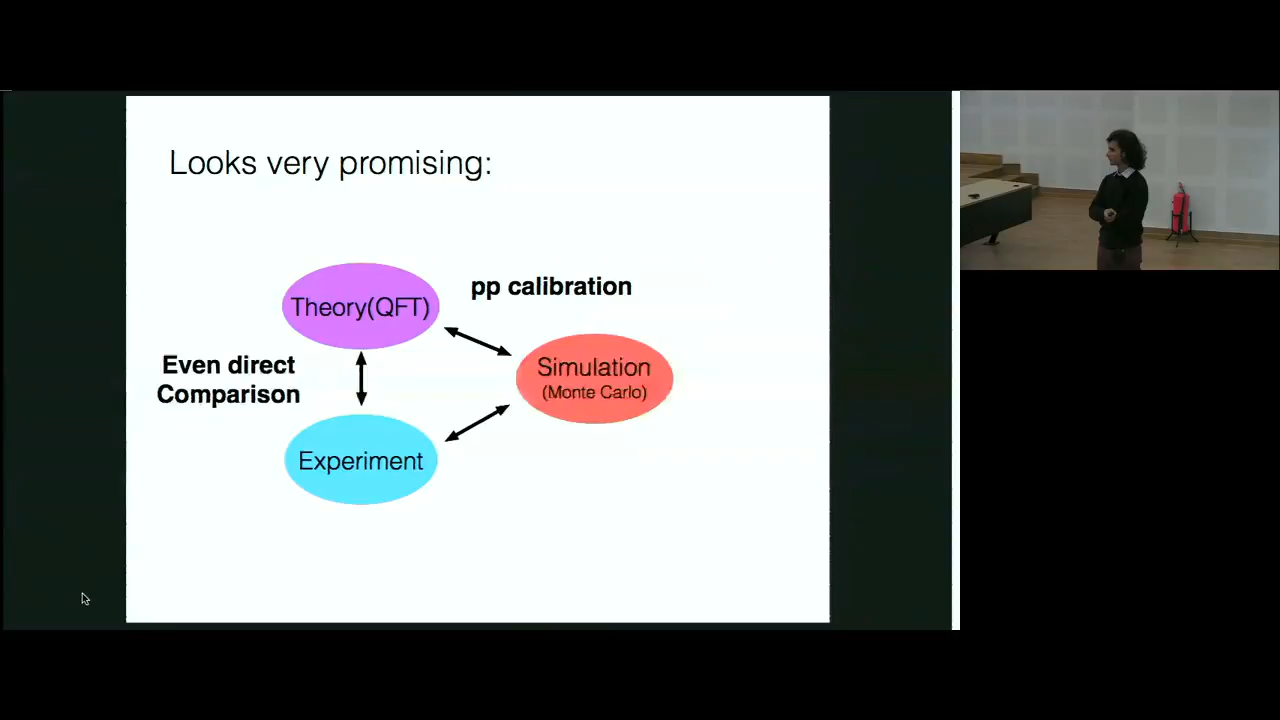 Looks very promising:
Theory(QFT)
pp calibration
Even direct
Comparison
Simulation
(Monte Carlo)
Experiment